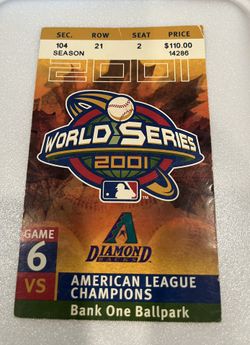 SEC. ROW SEAT PRICE
104 21 2 $110.00
SEASON 14286
2001
WORLD SERIES
2001
A
DIAMOND
BACKS
GAME
6
VS
AMERICAN LEAGUE
CHAMPIONS
Bank One Ballpark